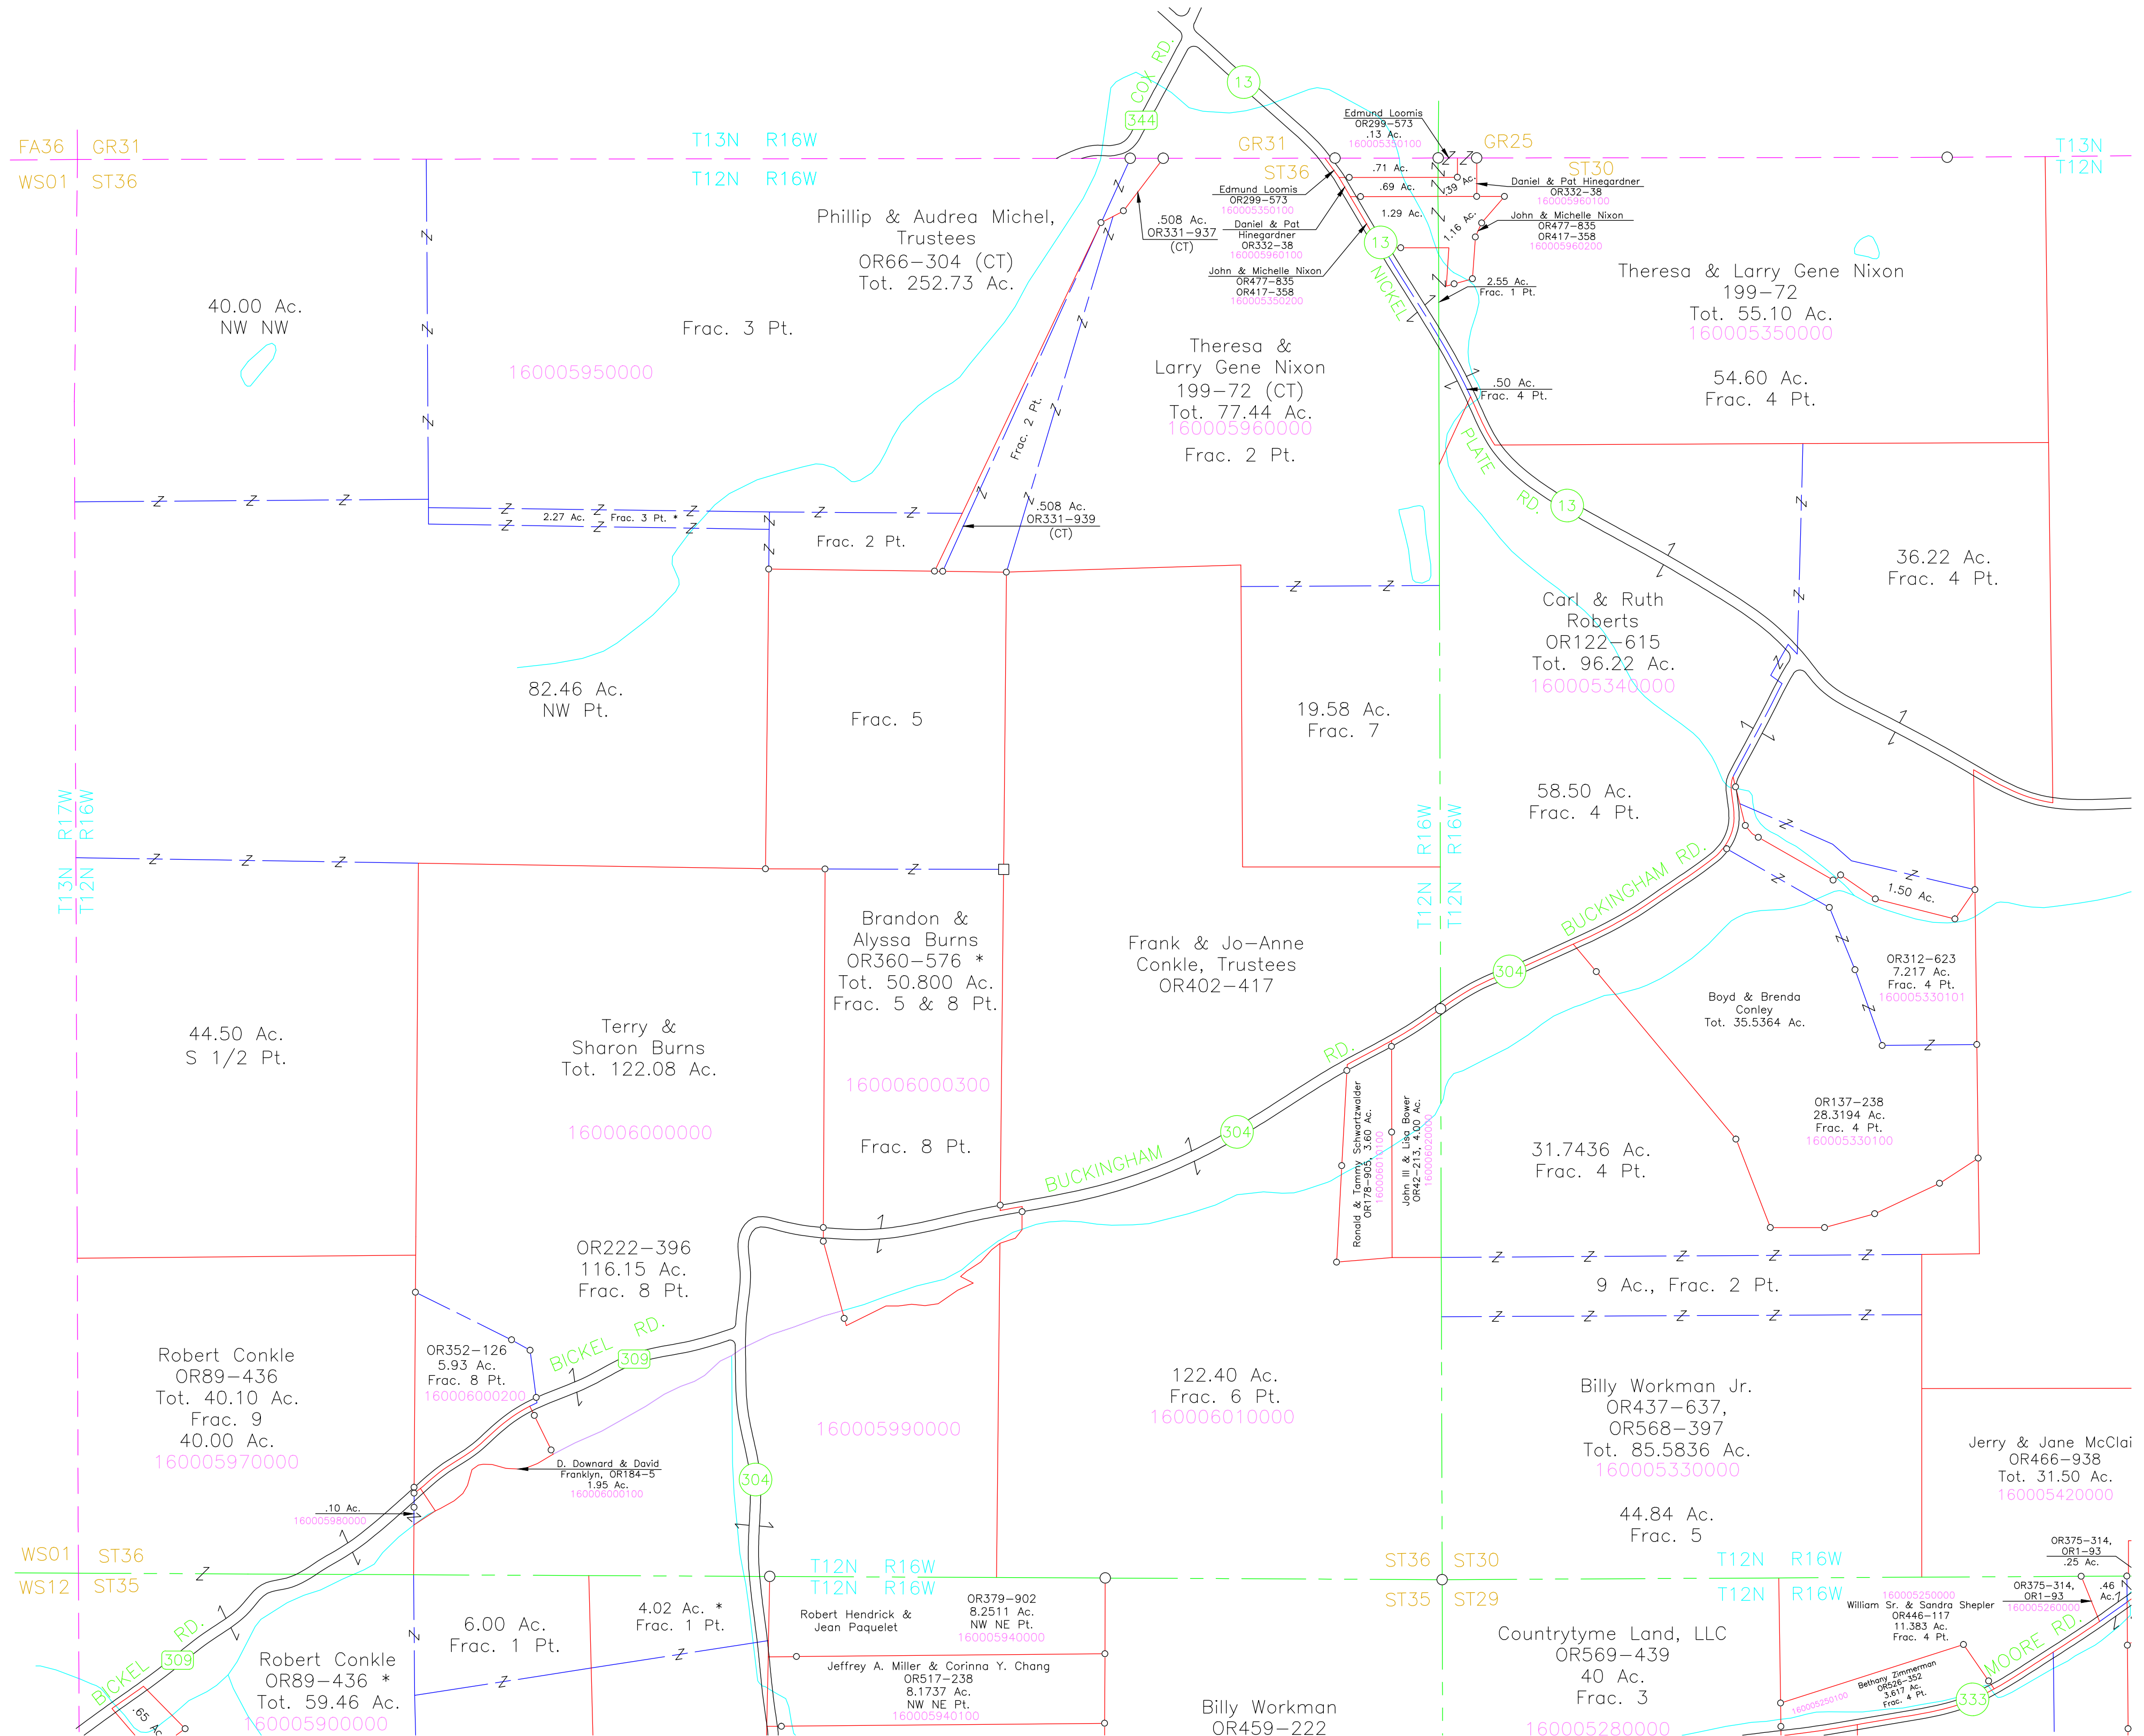 COX RD.
13
344
FA36 GR31
WS01 ST36
T13N R16W
T12N R16W
GR31
ST36
GR25
ST30
T13N
T12N
Edmund Loomis
OR299-573
.13 Ac.
160005350100
.71 Ac.
.69 Ac.
.39 Ac.
1.29 Ac.
1.16 Ac.
Edmund Loomis
OR299-573
160005350100
Daniel & Pat
Hinegardner
OR332-38
160005960100
John & Michelle Nixon
OR477-835
OR417-358
160005350200
Daniel & Pat Hinegardner
OR332-38
160005960100
John & Michelle Nixon
OR477-835
OR417-358
160005960200
2.55 Ac.
Frac. 1 Pt.
.508 Ac.
OR331-937
(CT)
Phillip & Audrea Michel,
Trustees
OR66-304 (CT)
Tot. 252.73 Ac.
Frac. 3 Pt.
160005950000
40.00 Ac.
NW NW
Theresa &
Larry Gene Nixon
199-72 (CT)
Tot. 77.44 Ac.
160005960000
Frac. 2 Pt.
Theresa & Larry Gene Nixon
199-72
Tot. 55.10 Ac.
160005350000
54.60 Ac.
Frac. 4 Pt.
13
NICKEL
PLATE
RD.
13
.50 Ac.
Frac. 4 Pt.
Frac. 2 Pt.
2.27 Ac. Frac. 3 Pt. *
Frac. 2 Pt.
.508 Ac.
OR331-939
(CT)
36.22 Ac.
Frac. 4 Pt.
Carl & Ruth
Roberts
OR122-615
Tot. 96.22 Ac.
160005340000
82.46 Ac.
NW Pt.
Frac. 5
19.58 Ac.
Frac. 7
58.50 Ac.
Frac. 4 Pt.
T13N R17W
T12N R16W
T12N R16W
T12N R16W
1.50 Ac.
BUCKINGHAM RD.
304
Brandon &
Alyssa Burns
OR360-576 *
Tot. 50.800 Ac.
Frac. 5 & 8 Pt.
160006000300
Frac. 8 Pt.
Frank & Jo-Anne
Conkle, Trustees
OR402-417
OR312-623
7.217 Ac.
Frac. 4 Pt.
160005330101
Boyd & Brenda
Conley
Tot. 35.5364 Ac.
OR137-238
28.3194 Ac.
Frac. 4 Pt.
160005330100
44.50 Ac.
S 1/2 Pt.
Terry &
Sharon Burns
Tot. 122.08 Ac.
160006000000
BUCKINGHAM
304
RD.
Ronald & Tammy Schwartzwalder
OR178-905, 3.60 Ac.
160006010100
John III & Lisa Bower
OR42-213, 4.00 Ac.
160006020000
31.7436 Ac.
Frac. 4 Pt.
OR222-396
116.15 Ac.
Frac. 8 Pt.
9 Ac., Frac. 2 Pt.
Robert Conkle
OR89-436
Tot. 40.10 Ac.
Frac. 9
40.00 Ac.
160005970000
OR352-126
5.93 Ac.
Frac. 8 Pt.
160006000200
BICKEL RD.
309
D. Downard & David
Franklyn, OR184-5
1.95 Ac.
160006000100
.10 Ac.
160005980000
304
160005990000
122.40 Ac.
Frac. 6 Pt.
160006010000
Billy Workman Jr.
OR437-637,
OR568-397
Tot. 85.5836 Ac.
160005330000
44.84 Ac.
Frac. 5
Jerry & Jane McClai
OR466-938
Tot. 31.50 Ac.
160005420000
OR375-314,
OR1-93
.25 Ac.
WS01 ST36
WS12 ST35
T12N R16W
T12N R16W
ST36 ST30
ST35 ST29
T12N R16W
T12N R16W
OR375-314,
OR1-93
160005260000
.46
Ac.
160005250000
William Sr. & Sandra Shepler
OR446-117
11.383 Ac.
Frac. 4 Pt.
BICKEL RD.
309
.65 Ac
Robert Conkle
OR89-436 *
Tot. 59.46 Ac.
160005900000
6.00 Ac.
Frac. 1 Pt.
4.02 Ac. *
Frac. 1 Pt.
Robert Hendrick &
Jean Paquelet
OR379-902
8.2511 Ac.
NW NE Pt.
160005940000
Jeffrey A. Miller & Corinna Y. Chang
OR517-238
8.1737 Ac.
NW NE Pt.
160005940100
Billy Workman
OR459-222
Countrytyme Land, LLC
OR569-439
40 Ac.
Frac. 3
160005280000
Bethany Zimmerman
OR526-352
3.617 Ac.
Frac. 4 Pt.
160005250100
MOORE RD.
333